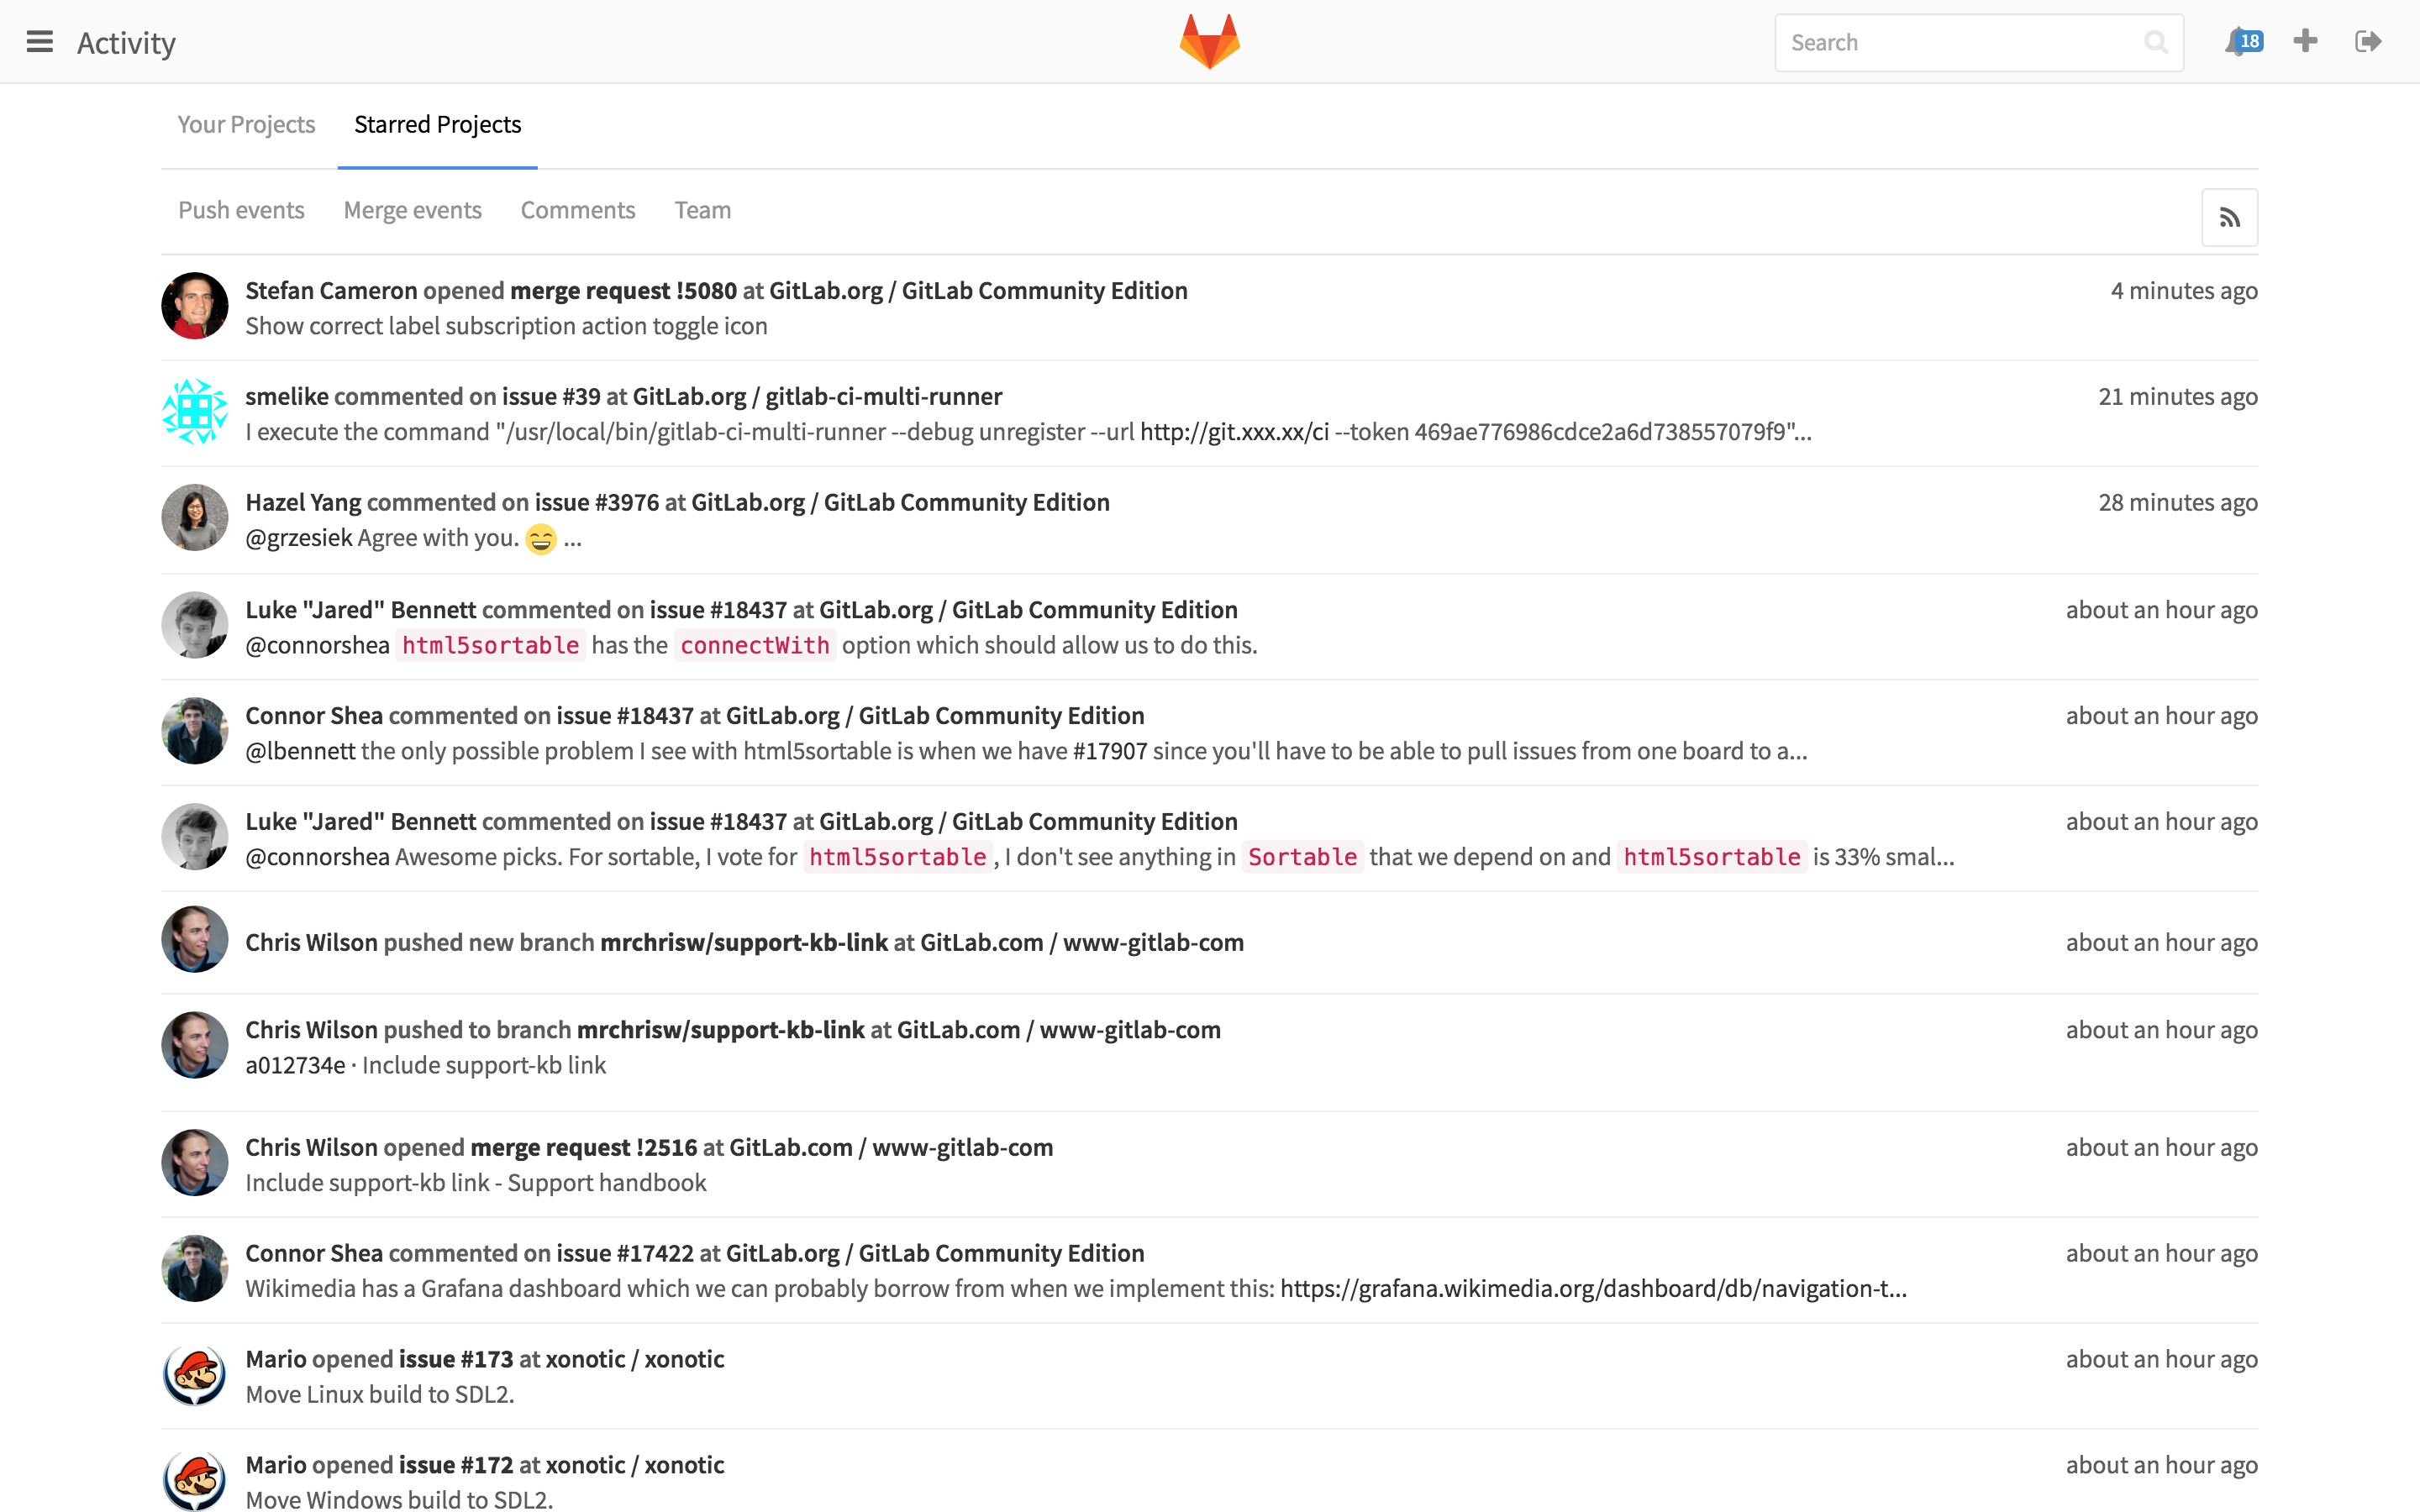 Activity
Search
18
Your Projects Starred Projects
Push events Merge events Comments Team
Stefan Cameron opened merge request !5080 at GitLab.org / GitLab Community Edition 4 minutes ago
Show correct label subscription action toggle icon
smelike commented on issue #39 at GitLab.org / gitlab-ci-multi-runner 21 minutes ago
I execute the command "/usr/local/bin/gitlab-ci-multi-runner --debug unregister --url http://git.xxx.xx/ci --token 469ae776986cdce2a6d738557079f9"...
Hazel Yang commented on issue #3976 at GitLab.org / GitLab Community Edition 28 minutes ago
@grzesiek Agree with you. 😄 ...
Luke "Jared" Bennett commented on issue #18437 at GitLab.org / GitLab Community Edition about an hour ago
@connorshea html5sortable has the connectWith option which should allow us to do this.
Connor Shea commented on issue #18437 at GitLab.org / GitLab Community Edition about an hour ago
@lbennett the only possible problem I see with html5sortable is when we have #17907 since you'll have to be able to pull issues from one board to a...
Luke "Jared" Bennett commented on issue #18437 at GitLab.org / GitLab Community Edition about an hour ago
@connorshea Awesome picks. For sortable, I vote for html5sortable, I don't see anything in Sortable that we depend on and html5sortable is 33% smal...
Chris Wilson pushed new branch mrchrisw/support-kb-link at GitLab.com / www-gitlab-com about an hour ago
Chris Wilson pushed to branch mrchrisw/support-kb-link at GitLab.com / www-gitlab-com about an hour ago
a012734e · Include support-kb link
Chris Wilson opened merge request !2516 at GitLab.com / www-gitlab-com about an hour ago
Include support-kb link - Support handbook
Connor Shea commented on issue #17422 at GitLab.org / GitLab Community Edition about an hour ago
Wikimedia has a Grafana dashboard which we can probably borrow from when we implement this: https://grafana.wikimedia.org/dashboard/db/navigation-t...
Mario opened issue #173 at xonotic / xonotic about an hour ago
Move Linux build to SDL2.
Mario opened issue #172 at xonotic / xonotic about an hour ago
Move Windows build to SDL2.